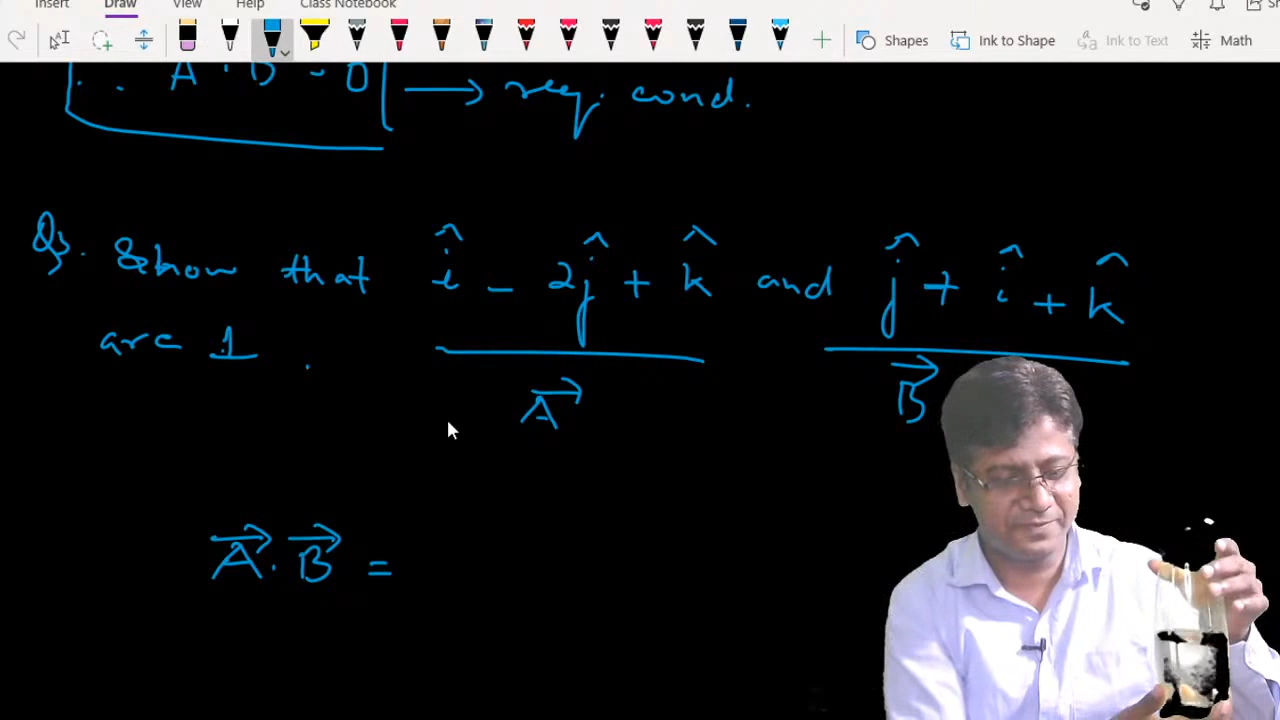 Insert Draw View Help Class Notebook
Shapes Ink to Shape Ink to Text Math
∴ A · B = 0 → req. cond.
Q3. Show that î - 2ĵ + k̂ and ĵ + î + k̂
are ⊥.
A⃗ B⃗
A⃗ . B⃗ =